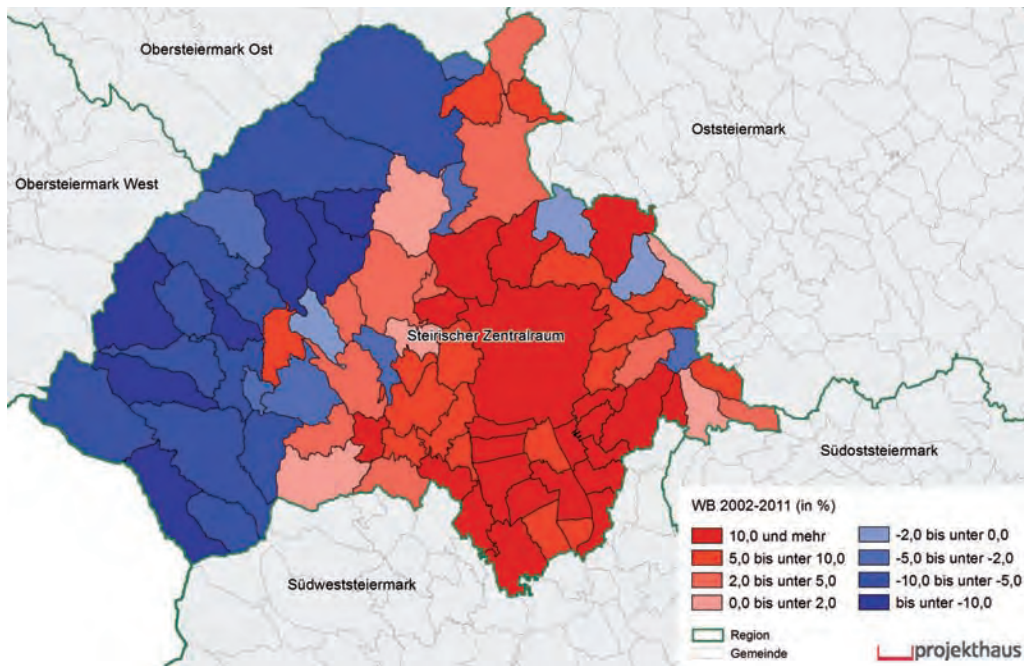 Obersteiermark Ost
Oststeiermark
Obersteiermark West
Steirischer Zentralraum
Südoststeiermark
Südweststeiermark
WB 2002-2011 (in %)
10,0 und mehr
5,0 bis unter 10,0
2,0 bis unter 5,0
0,0 bis unter 2,0
-2,0 bis unter 0,0
-5,0 bis unter -2,0
-10,0 bis unter -5,0
bis unter -10,0
Region
Gemeinde
projekthaus